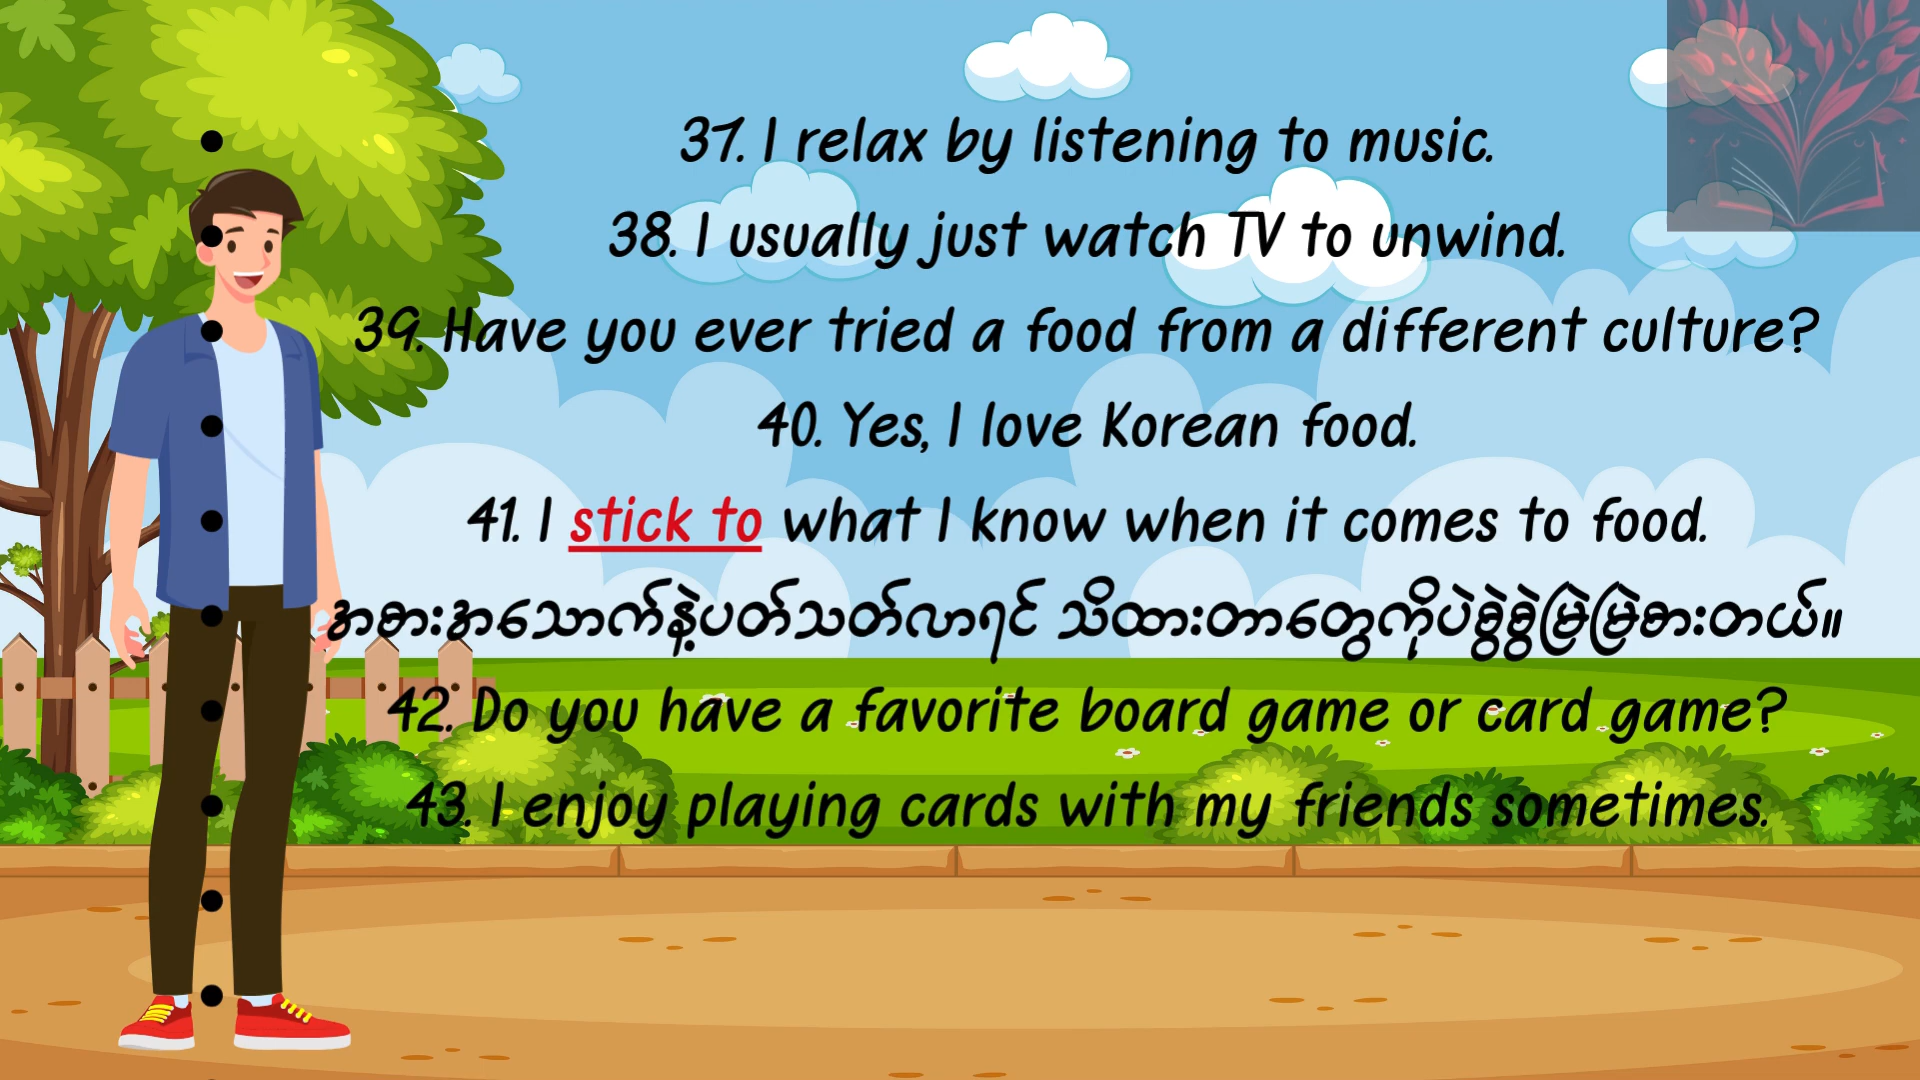 37. I relax by listening to music.
38. I usually just watch TV to unwind.
39. Have you ever tried a food from a different culture?
40. Yes, I love Korean food.
41. I stick to what I know when it comes to food.
အစားအသောက်နဲ့ပတ်သတ်လာရင် သိထားတာတွေကိုပဲစွဲစွဲမြဲမြဲစားတယ်။
42. Do you have a favorite board game or card game?
43. I enjoy playing cards with my friends sometimes.